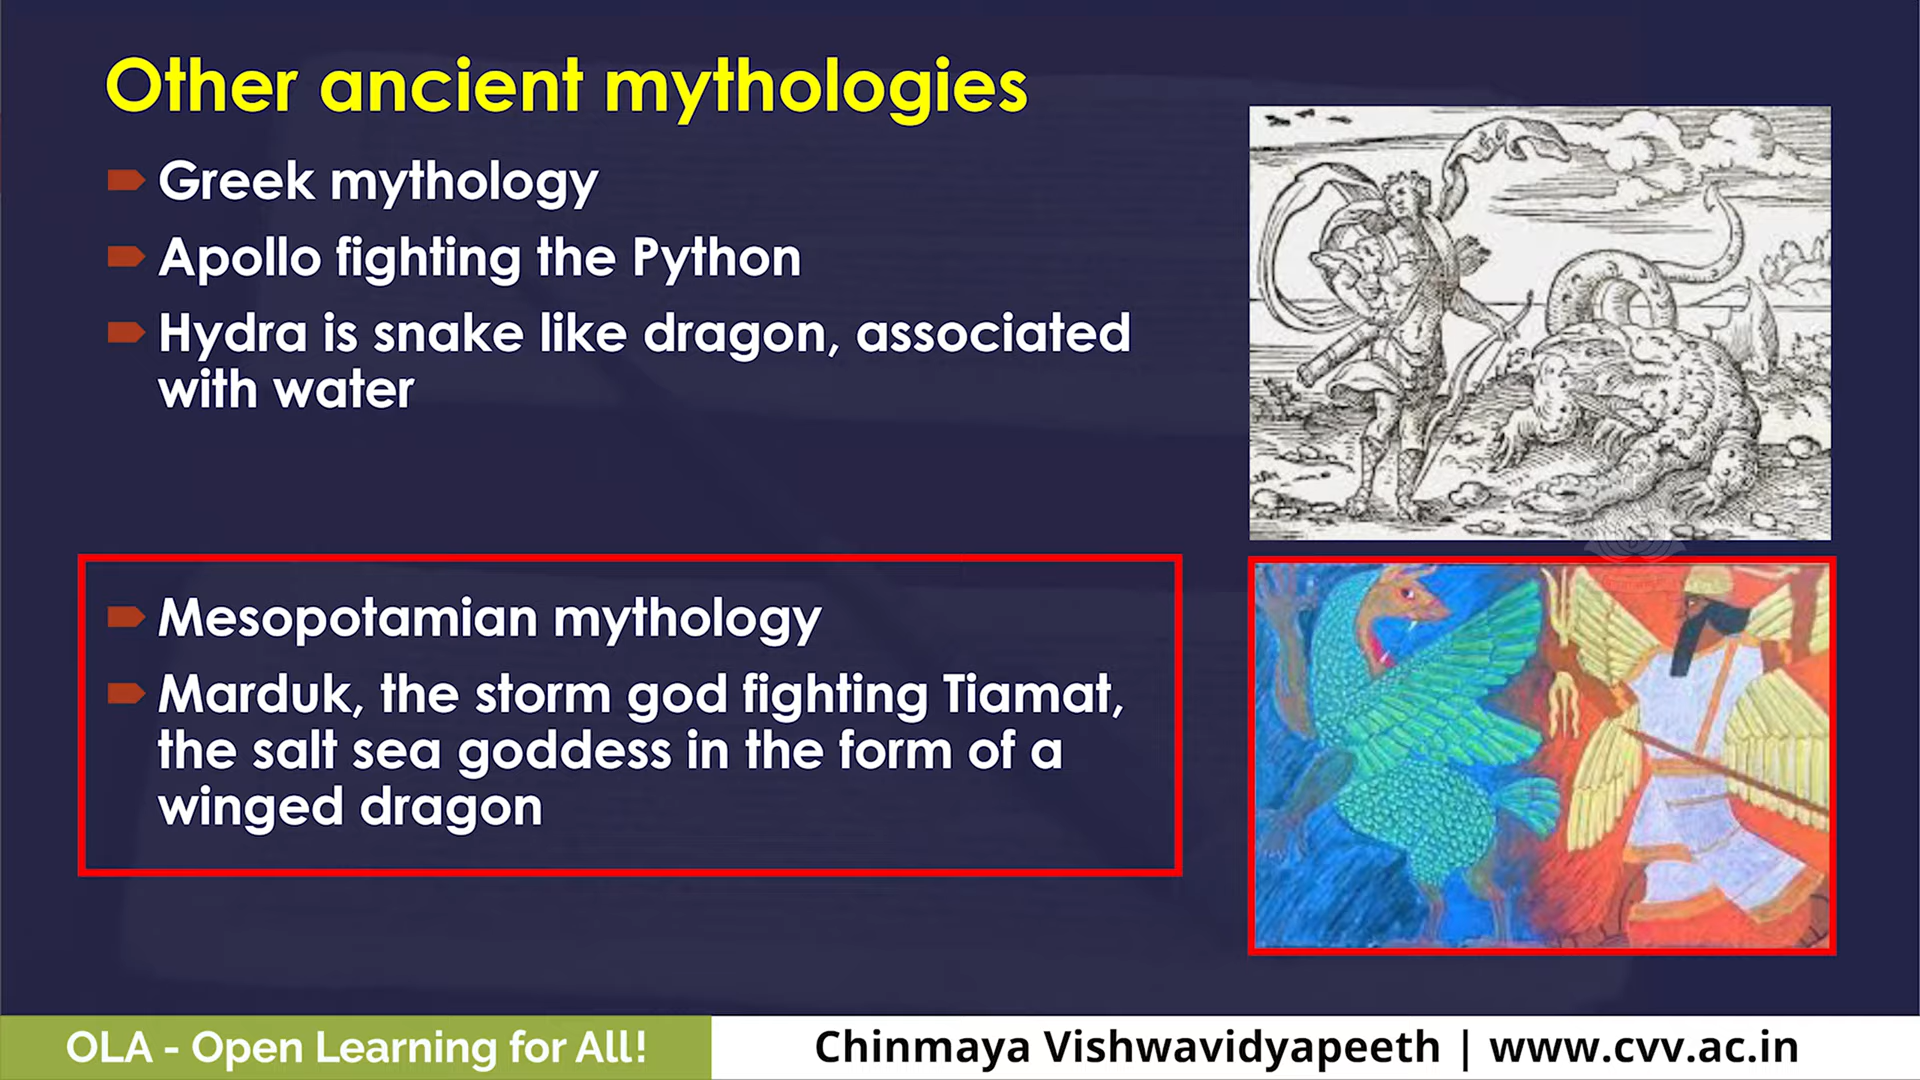 Other ancient mythologies
Greek mythology
Apollo fighting the Python
Hydra is snake like dragon, associated
with water
Mesopotamian mythology
Marduk, the storm god fighting Tiamat,
the salt sea goddess in the form of a
winged dragon
OLA - Open Learning for All!
Chinmaya Vishwavidyapeeth | www.cvv.ac.in